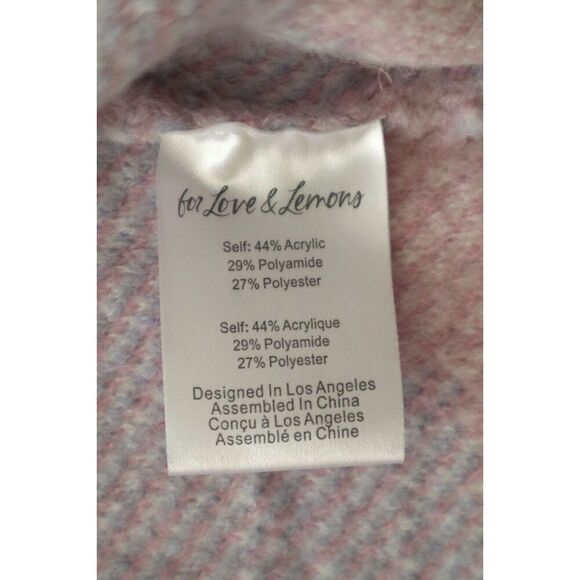 for Love & Lemons
Self: 44% Acrylic
29% Polyamide
27% Polyester
Self: 44% Acrylique
29% Polyamide
27% Polyester
Designed In Los Angeles
Assembled In China
Conçu à Los Angeles
Assemblé en Chine